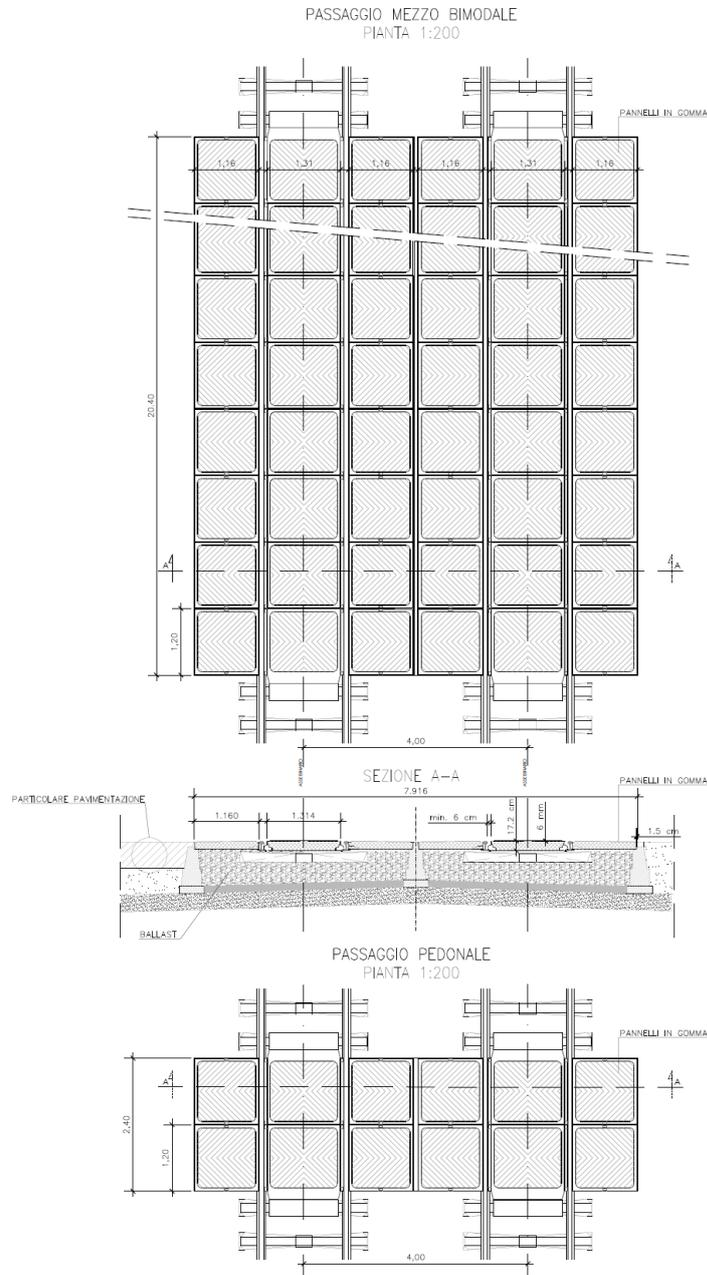 PASSAGGIO MEZZO BIMODALE
PIANTA 1:200
PANNELLI IN GOMMA
1,16 1,31 1,16 1,16 1,31 1,16
20.40
A A
1,20
4,00
SEZIONE A-A
7.916
PANNELLI IN GOMMA
PARTICOLARE PAVIMENTAZIONE
1.160 1.314 min. 6 cm 17.2 cm 6 mm 1.5 cm
BALLAST
PASSAGGIO PEDONALE
PIANTA 1:200
PANNELLI IN GOMMA
A A
2,40
1,20
4,00